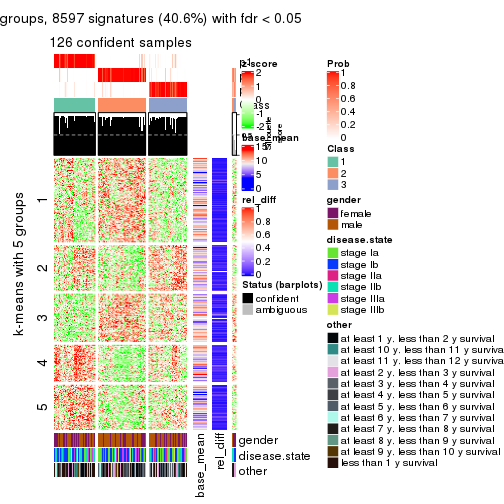 groups, 8597 signatures (40.6%) with fdr < 0.05
126 confident samples
k-means with 5 groups
1
2
3
4
5
z-score
2
1
0
-1
-2
base_mean
15
10
5
0
rel_diff
1
0.8
0.6
0.4
0.2
0
Status (barplots)
confident
ambiguous
Prob
1
0.8
0.6
0.4
0.2
0
Class
1
2
3
gender
female
male
disease.state
stage Ia
stage Ib
stage IIa
stage IIb
stage IIIa
stage IIIb
other
at least 1 y. less than 2 y survival
at least 10 y. less than 11 y surviva
at least 11 y. less than 12 y surviva
at least 2 y. less than 3 y survival
at least 3 y. less than 4 y survival
at least 4 y. less than 5 y survival
at least 5 y. less than 6 y survival
at least 6 y. less than 7 y survival
at least 7 y. less than 8 y survival
at least 8 y. less than 9 y survival
at least 9 y. less than 10 y survival
less than 1 y survival
gender
disease.state
other
base_mean
rel_diff